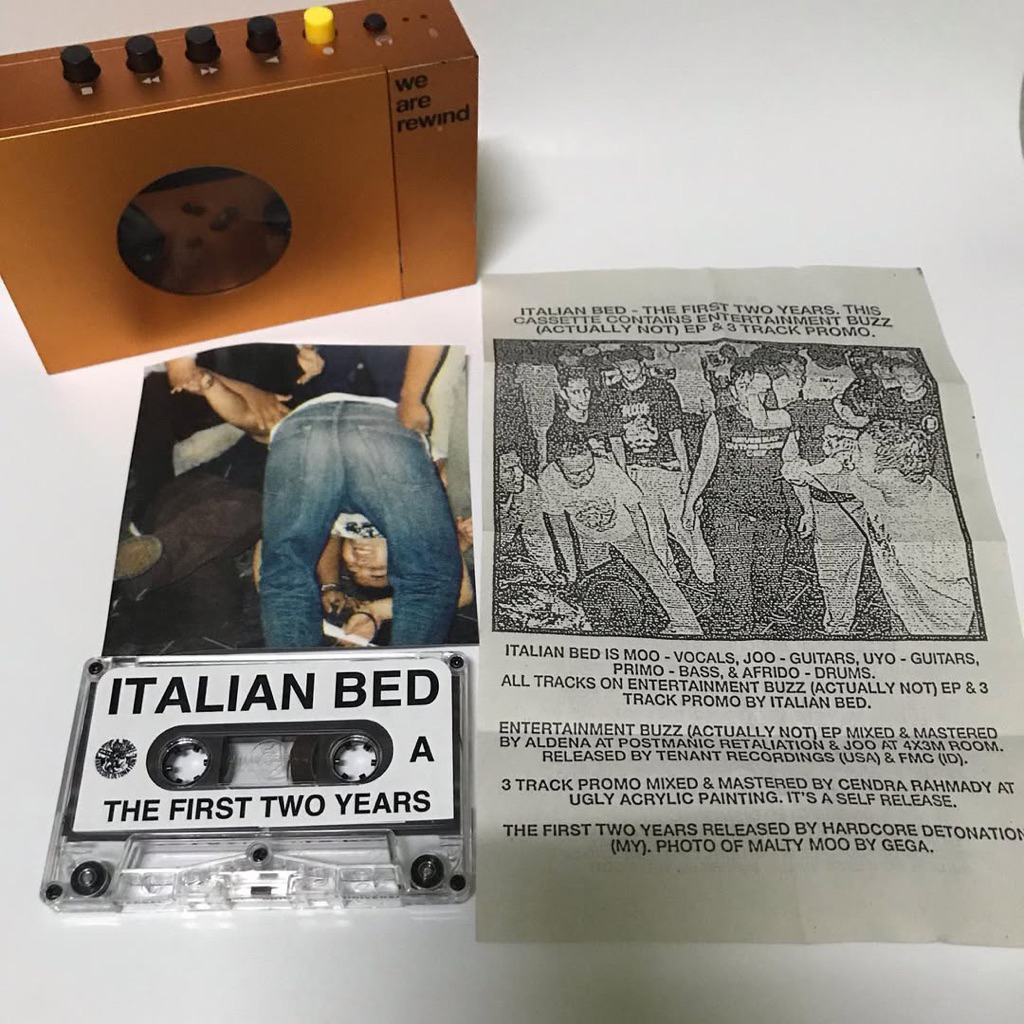 we
are
rewind
ITALIAN BED - THE FIRST TWO YEARS. THIS
CASSETTE CONTAINS ENTERTAINMENT BUZZ
(ACTUALLY NOT) EP & 3 TRACK PROMO.
ITALIAN BED IS MOO - VOCALS, JOO - GUITARS, UYO - GUITARS,
PRIMO - BASS, & AFRIDO - DRUMS.
ALL TRACKS ON ENTERTAINMENT BUZZ (ACTUALLY NOT) EP & 3
TRACK PROMO BY ITALIAN BED.
ENTERTAINMENT BUZZ (ACTUALLY NOT) EP MIXED & MASTERED
BY ALDENA AT POSTMANIC RETALIATION & JOO AT 4X3M ROOM.
RELEASED BY TENANT RECORDINGS (USA) & FMC (ID).
3 TRACK PROMO MIXED & MASTERED BY CENDRA RAHMADY AT
UGLY ACRYLIC PAINTING. IT'S A SELF RELEASE.
THE FIRST TWO YEARS RELEASED BY HARDCORE DETONATION
(MY). PHOTO OF MALTY MOO BY GEGA.
ITALIAN BED
A
THE FIRST TWO YEARS